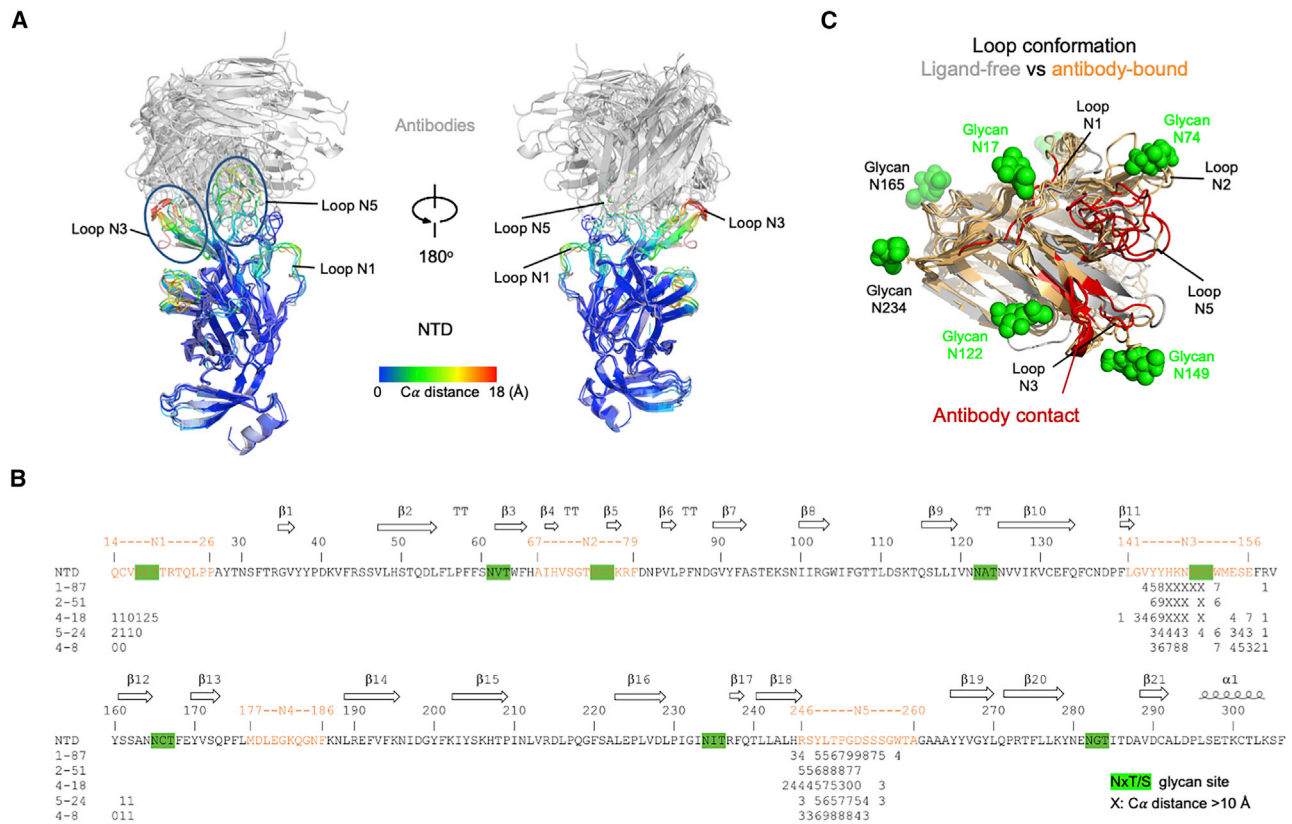 A
Antibodies
Loop N5
Loop N3
Loop N1
180º
NTD
0 Cα distance 18 (Å)
Loop N5
Loop N3
Loop N1
C
Loop conformation
Ligand-free vs antibody-bound
Loop
N1
Glycan
N17
Glycan
N74
Glycan
N165
Loop
N2
Glycan
N234
Loop
N5
Glycan
N122
Loop
N3
Glycan
N149
Antibody contact
B
β1 β2 TT β3 β4 TT β5 β6 TT β7 β8 β9 TT β10 β11
14----N1----26 30 40 50 60 67----N2----79 90 100 110 120 130 141----N3----156
NTD QCV TRTQLPPAYTNSFTRGVYYPDKVFRSSVLHSTQDLFLPFFSNVTWFHAIHVSGT KRFDNPVLPFNDGVYFASTEKSNIIRGWIFGTTLDSKTQSLLIVNNATNVVIKVCEFQFCNDPFLGVYYHKN WMESEFRV
1-87 458XXXXX 7 1
2-51 69XXX X 6
4-18 110125 1 3469XXX X 4 7 1
5-24 2110 34443 4 6 343 1
4-8 00 36788 7 45321
β12 β13 β14 β15 β16 β17 β18 β19 β20 β21 α1
160 170 177--N4--186 190 200 210 220 230 240 246----N5----260 270 280 290 300
NTD YSSANNCTFEYVSQPFLMDLEGKQGNFKNLREFVFKNIDGYFKIYSKHTPINLVRDLPQGFSALEPLVDLPIGINITRFQTLLALHRSYLTPGDSSSGWTAGAAAYYVGYLQPRTFLLKYNENGTITDAVDCALDPLSETKCTLKSF
1-87 34 556799875 4
2-51 55688877
4-18 2444575300 3
5-24 11 3 5657754 3
4-8 011 336988843
NxT/S glycan site
X: Cα distance >10 Å